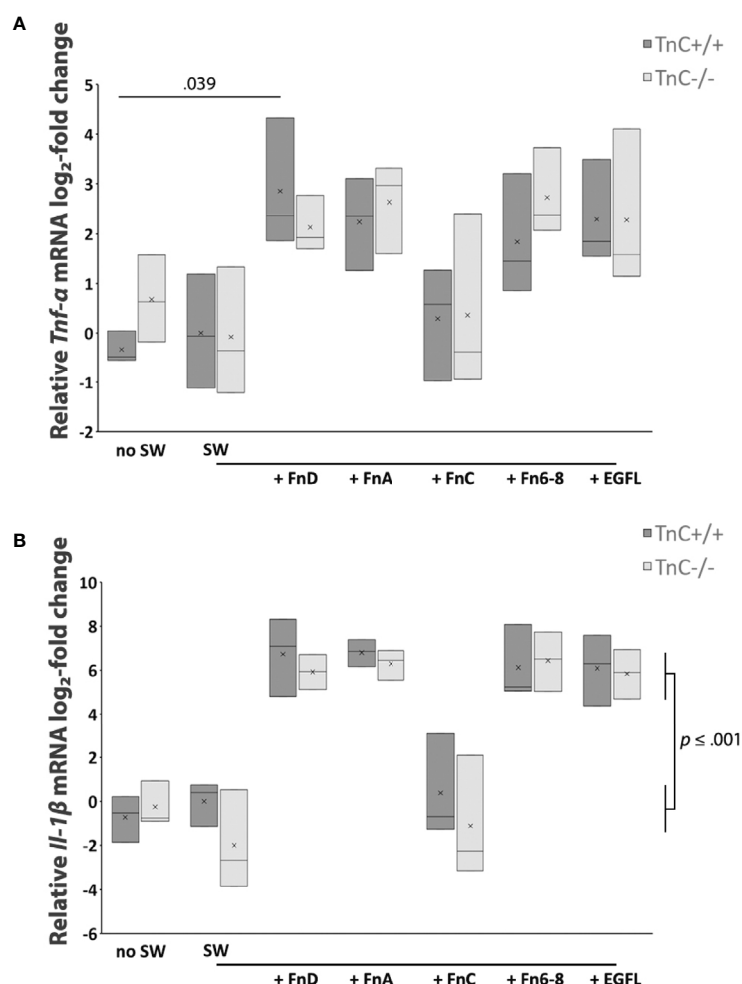 A
TnC+/+
TnC-/-
Relative Tnf-α mRNA log₂-fold change
.039
5
4
3
2
1
0
-1
-2
no SW
SW
+ FnD
+ FnA
+ FnC
+ Fn6-8
+ EGFL
B
TnC+/+
TnC-/-
Relative Il-1β mRNA log₂-fold change
10
8
6
4
2
0
-2
-4
-6
p ≤ .001
no SW
SW
+ FnD
+ FnA
+ FnC
+ Fn6-8
+ EGFL